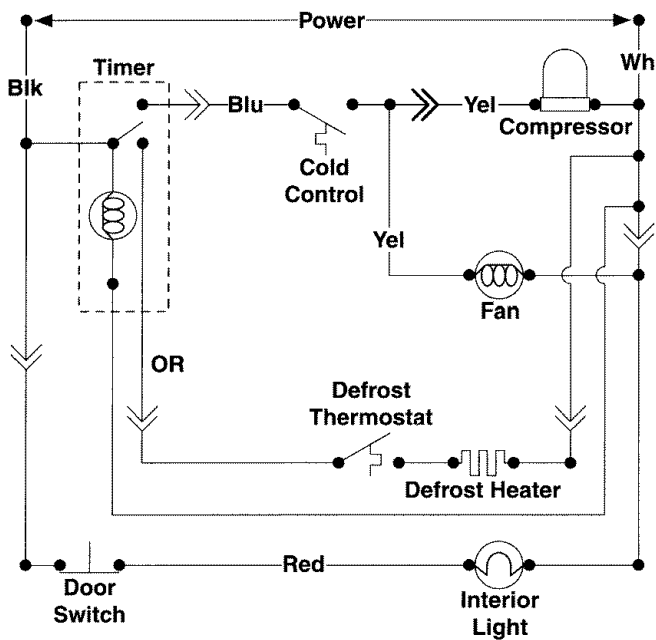 Power
Timer
Wh
Blk
Blu
Yel
Compressor
Cold
Control
Yel
Fan
OR
Defrost
Thermostat
Defrost Heater
Red
Door
Switch
Interior
Light